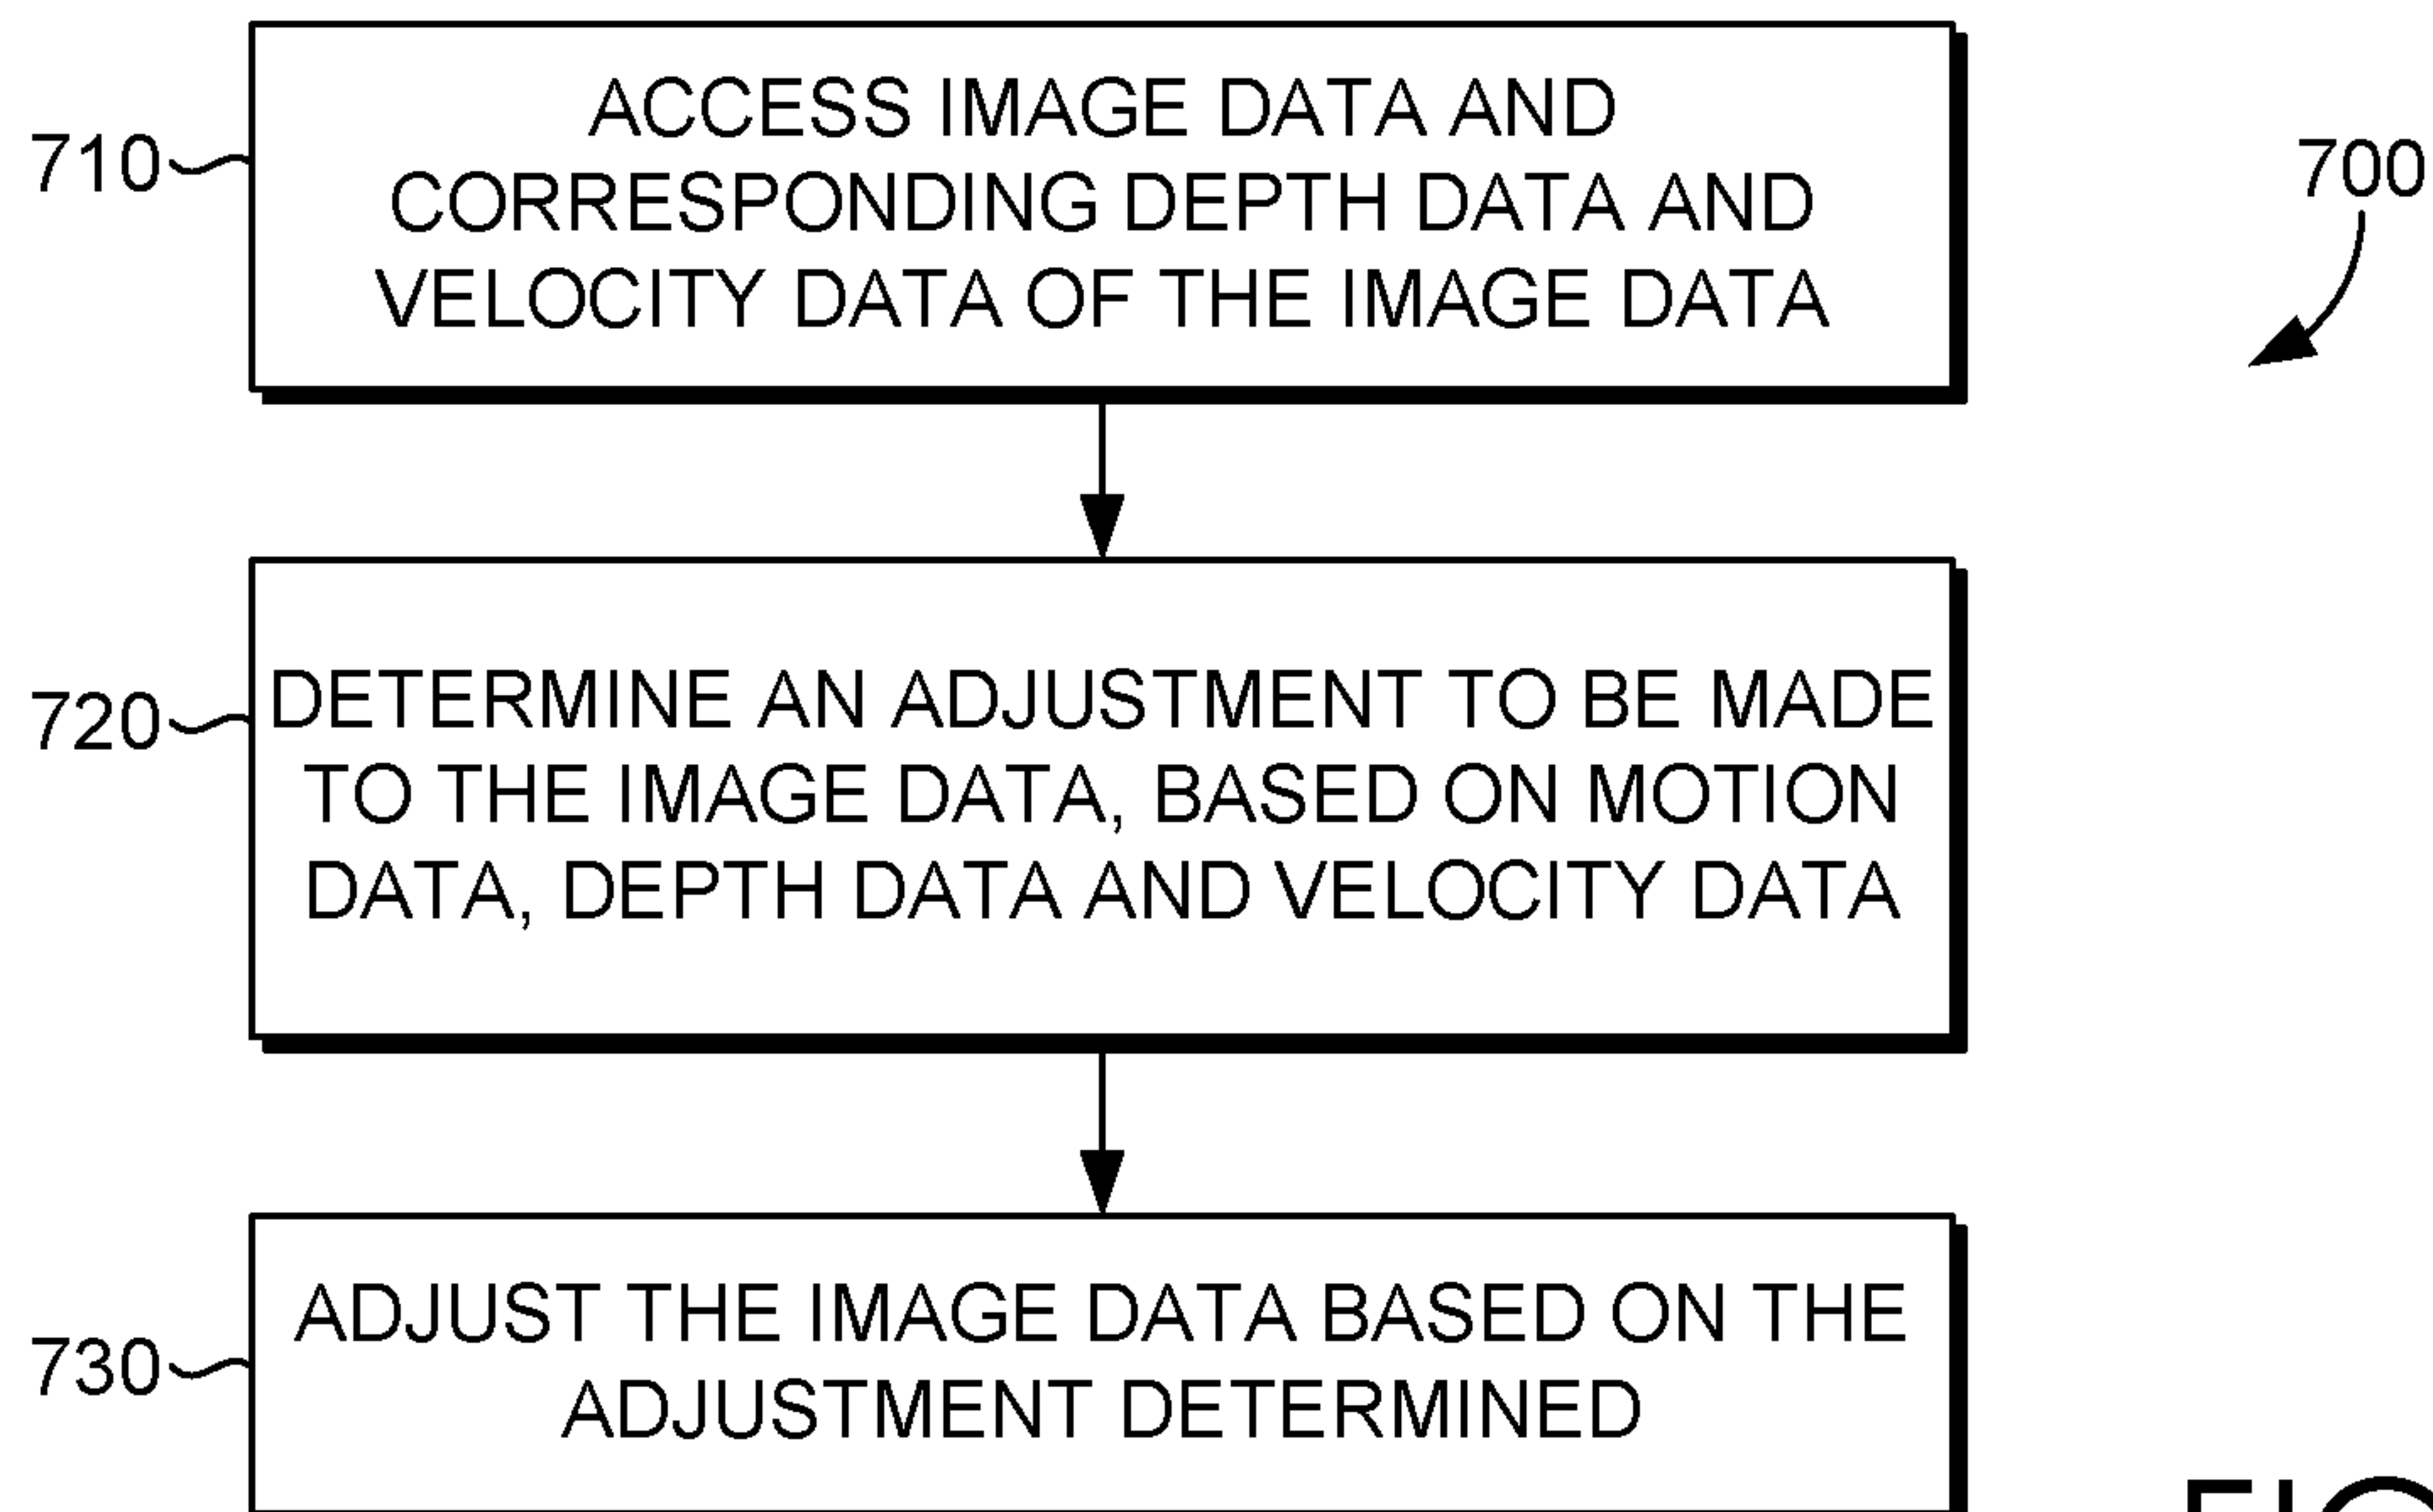 710
ACCESS IMAGE DATA AND
CORRESPONDING DEPTH DATA AND
VELOCITY DATA OF THE IMAGE DATA
700
720
DETERMINE AN ADJUSTMENT TO BE MADE
TO THE IMAGE DATA, BASED ON MOTION
DATA, DEPTH DATA AND VELOCITY DATA
730
ADJUST THE IMAGE DATA BASED ON THE
ADJUSTMENT DETERMINED